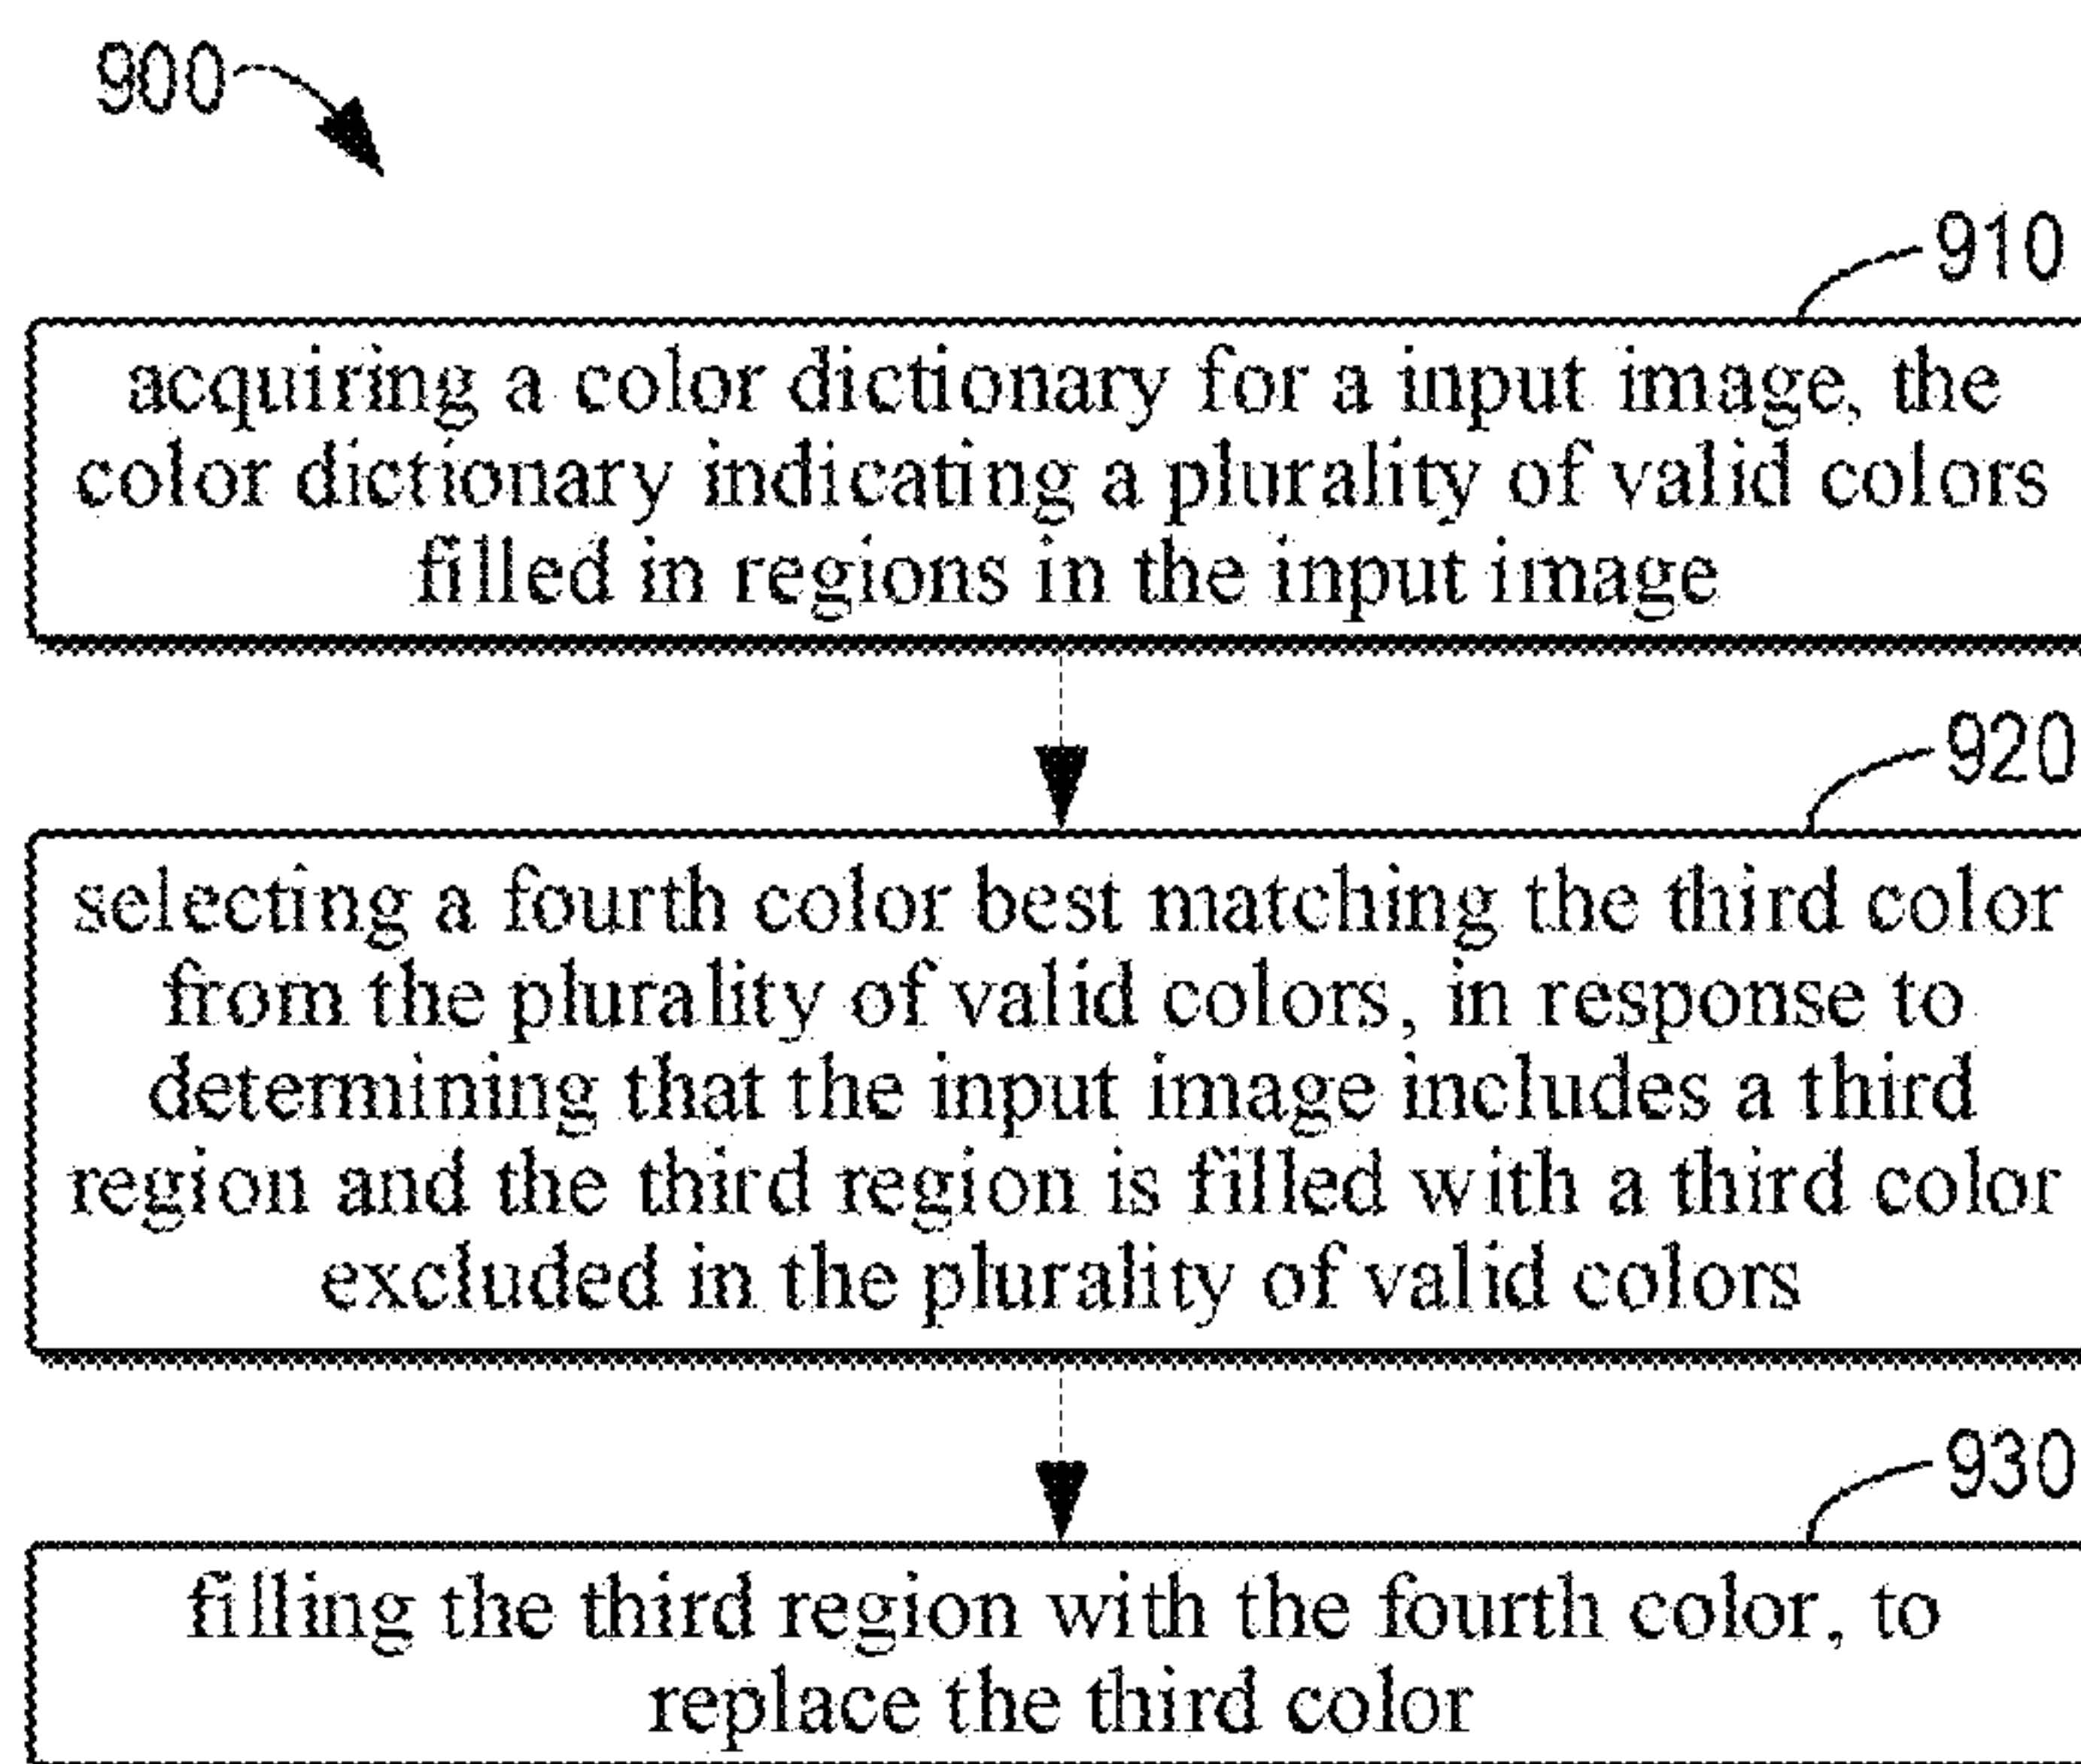 900
910
acquiring a color dictionary for a input image, the
color dictionary indicating a plurality of valid colors
filled in regions in the input image
920
selecting a fourth color best matching the third color
from the plurality of valid colors, in response to
determining that the input image includes a third
region and the third region is filled with a third color
excluded in the plurality of valid colors
930
filling the third region with the fourth color, to
replace the third color